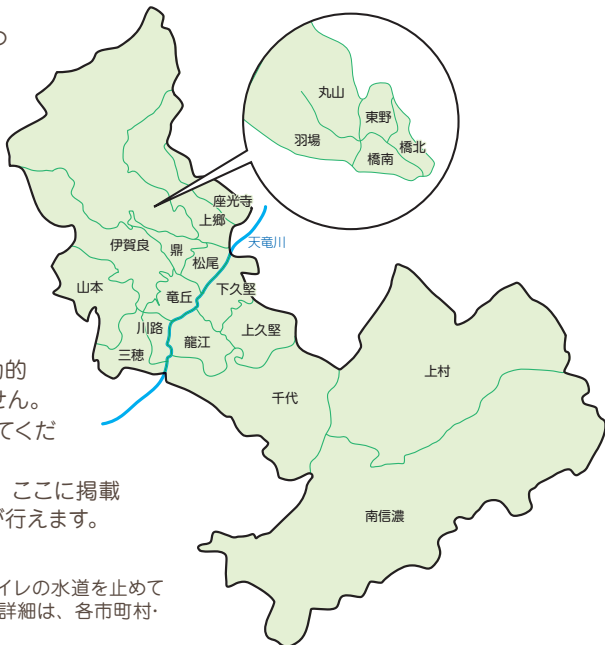 つ
丸山
東野
羽場
橋北
橋南
座光寺
上郷
天竜川
伊賀良
鼎
松尾
山本
竜丘
下久堅
川路
龍江
上久堅
三穂
上村
千代
的
せん。
てくだ
ここに掲載
が行えます。
南信濃
イレの水道を止めて
詳細は、各市町村・